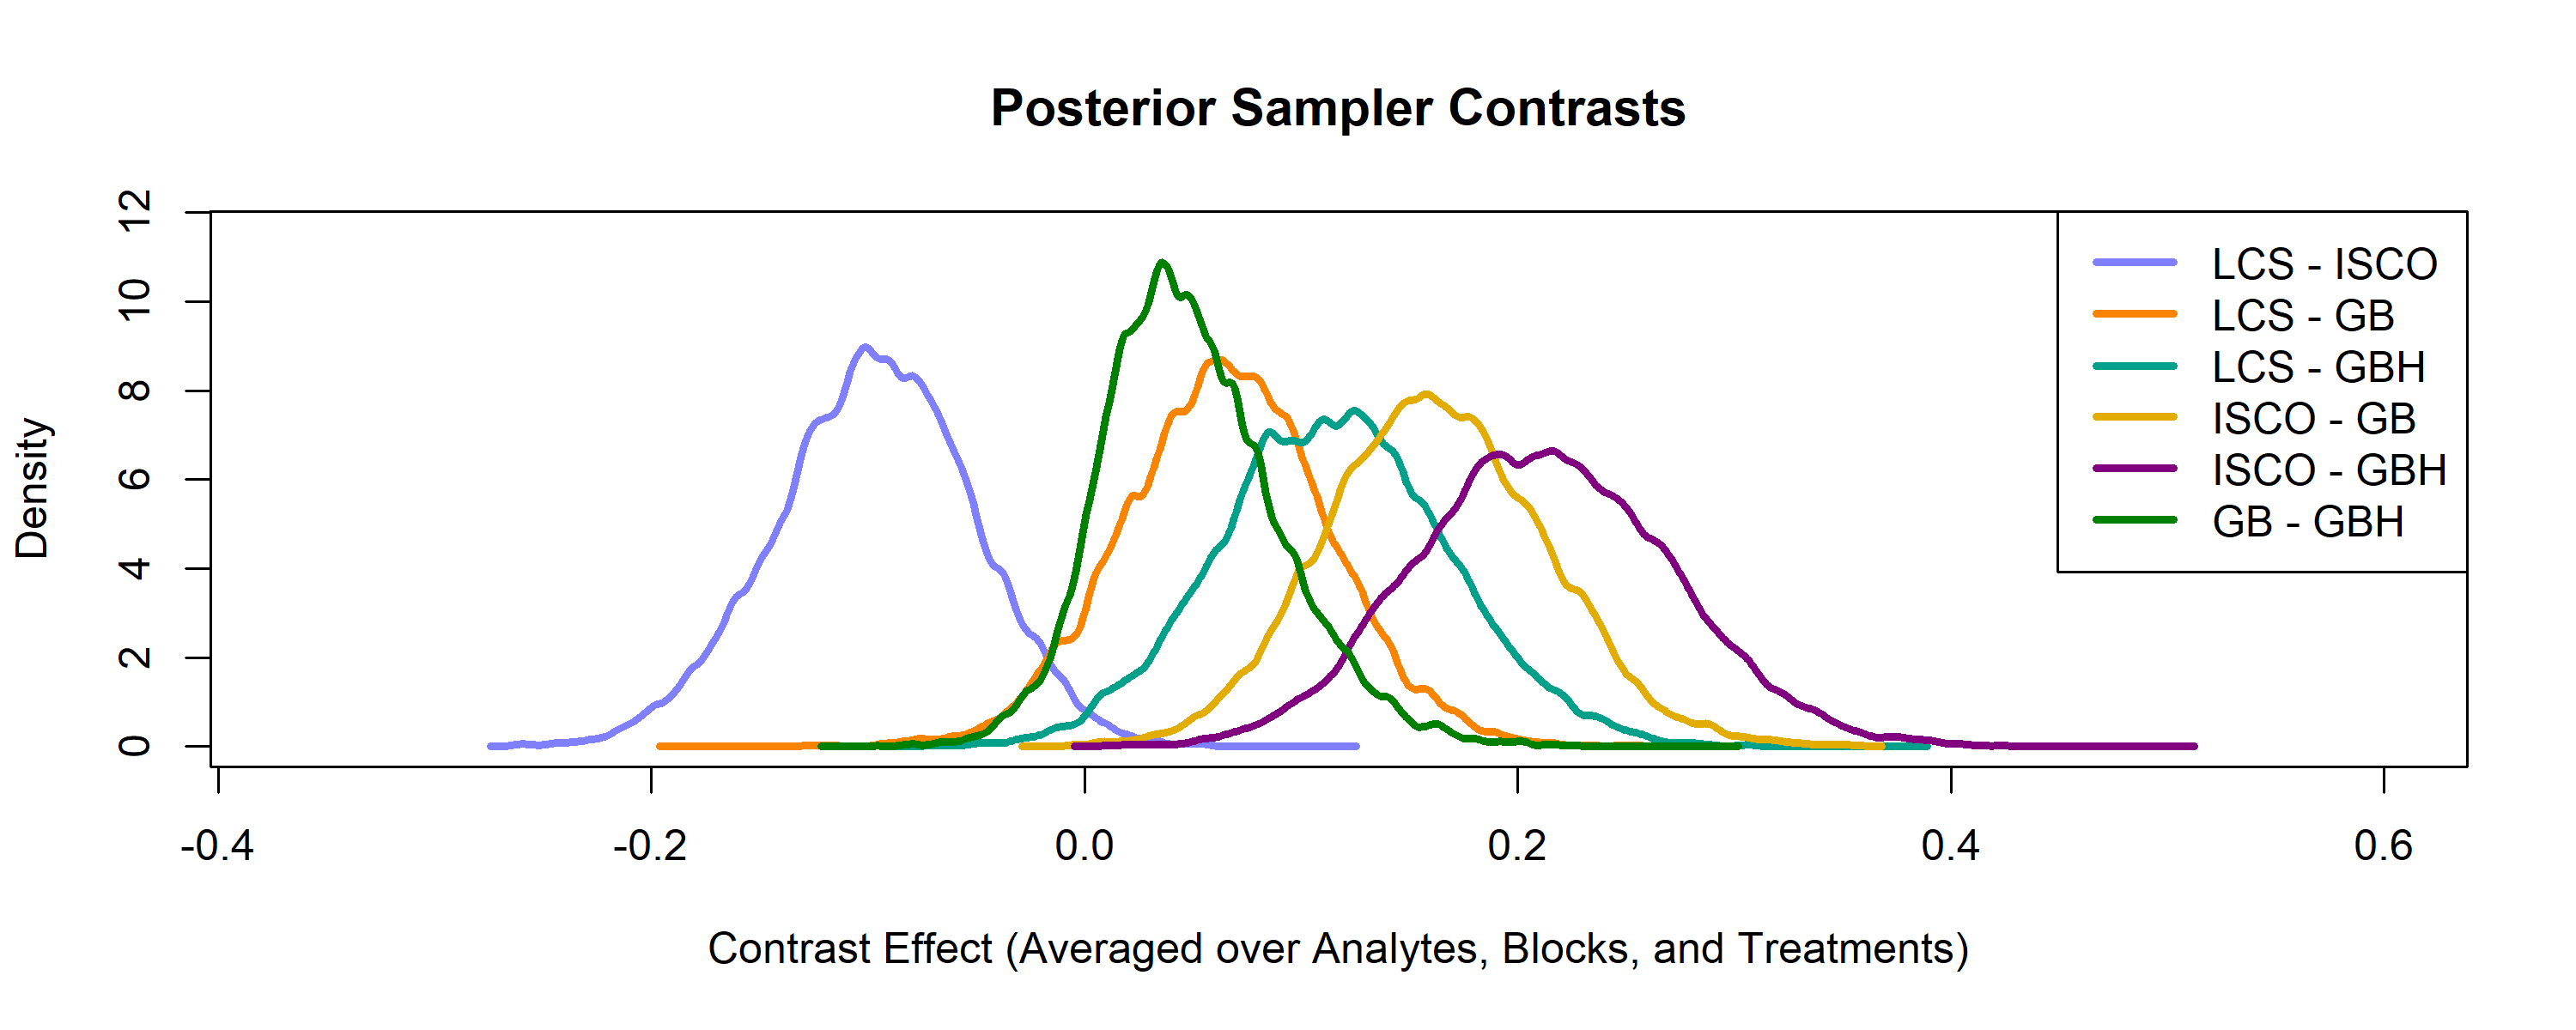 Posterior Sampler Contrasts
12
10
8
6
4
2
0
Density
LCS - ISCO
LCS - GB
LCS - GBH
ISCO - GB
ISCO - GBH
GB - GBH
-0.4 -0.2 0.0 0.2 0.4 0.6
Contrast Effect (Averaged over Analytes, Blocks, and Treatments)